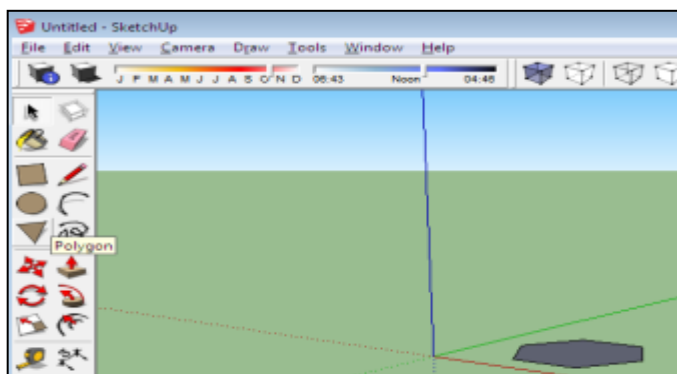 Untitled - SketchUp
File Edit View Camera Draw Tools Window Help
J F M A M J J A S O N D 06:43 Noon 04:46
Polygon